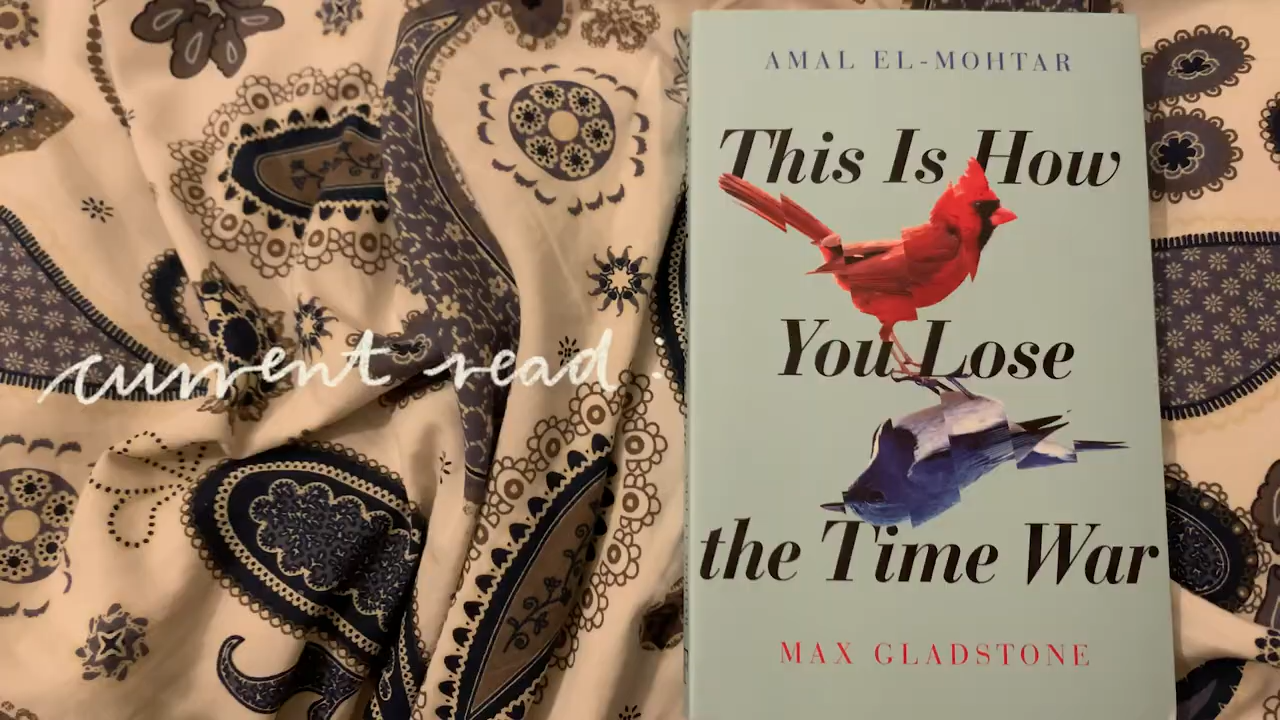 current read :
AMAL EL-MOHTAR
This Is How
You Lose
the Time War
MAX GLADSTONE